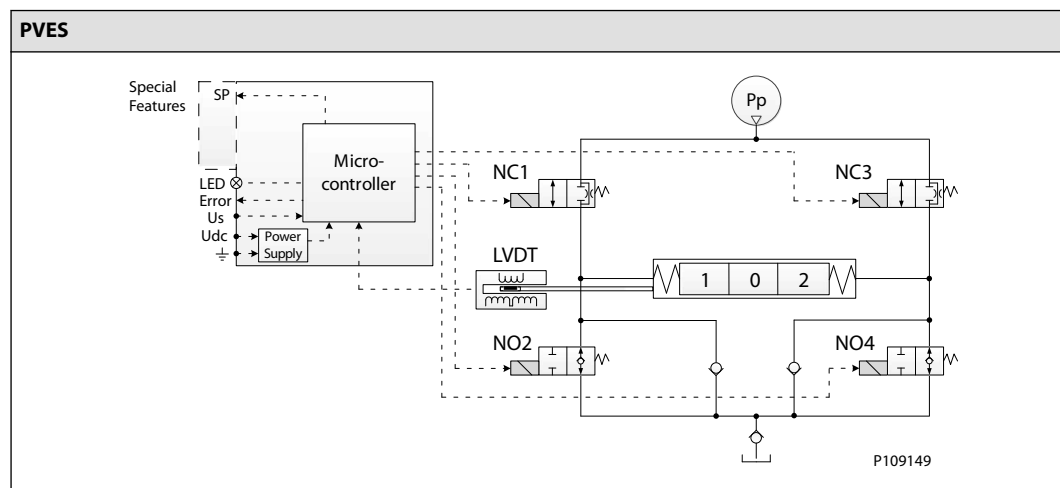 PVES
Special
Features
SP
Pp
Micro-
controller
NC1
NC3
LED
Error
Us
Udc
Power
Supply
LVDT
1 0 2
NO2
NO4
P109149